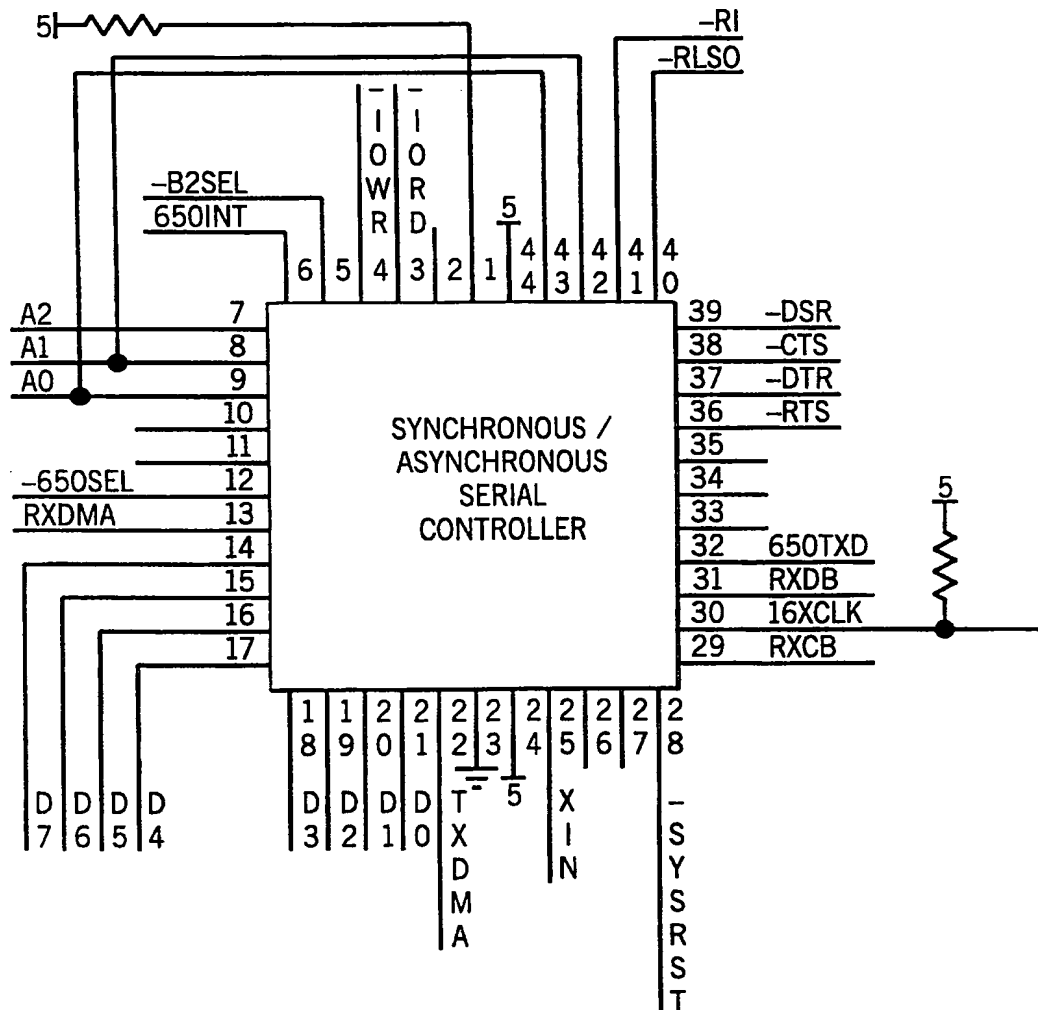 5
-RI
-RLSO
-IOWR
-IORD
-B2SEL
650INT
5
6 5 4 3 2 1 44 43 42 41 40
A2 7
A1 8
A0 9
10
11
-650SEL 12
RXDMA 13
14
15
16
17
39 -DSR
38 -CTS
37 -DTR
36 -RTS
35
34
33
32 650TXD
31 RXDB
30 16XCLK
29 RXCB
5
SYNCHRONOUS /
ASYNCHRONOUS
SERIAL
CONTROLLER
18 19 20 21 22 23 24 25 26 27 28
5
D7 D6 D5 D4
D3 D2 D1 D0
TXDMA
XIN
-SYSRST